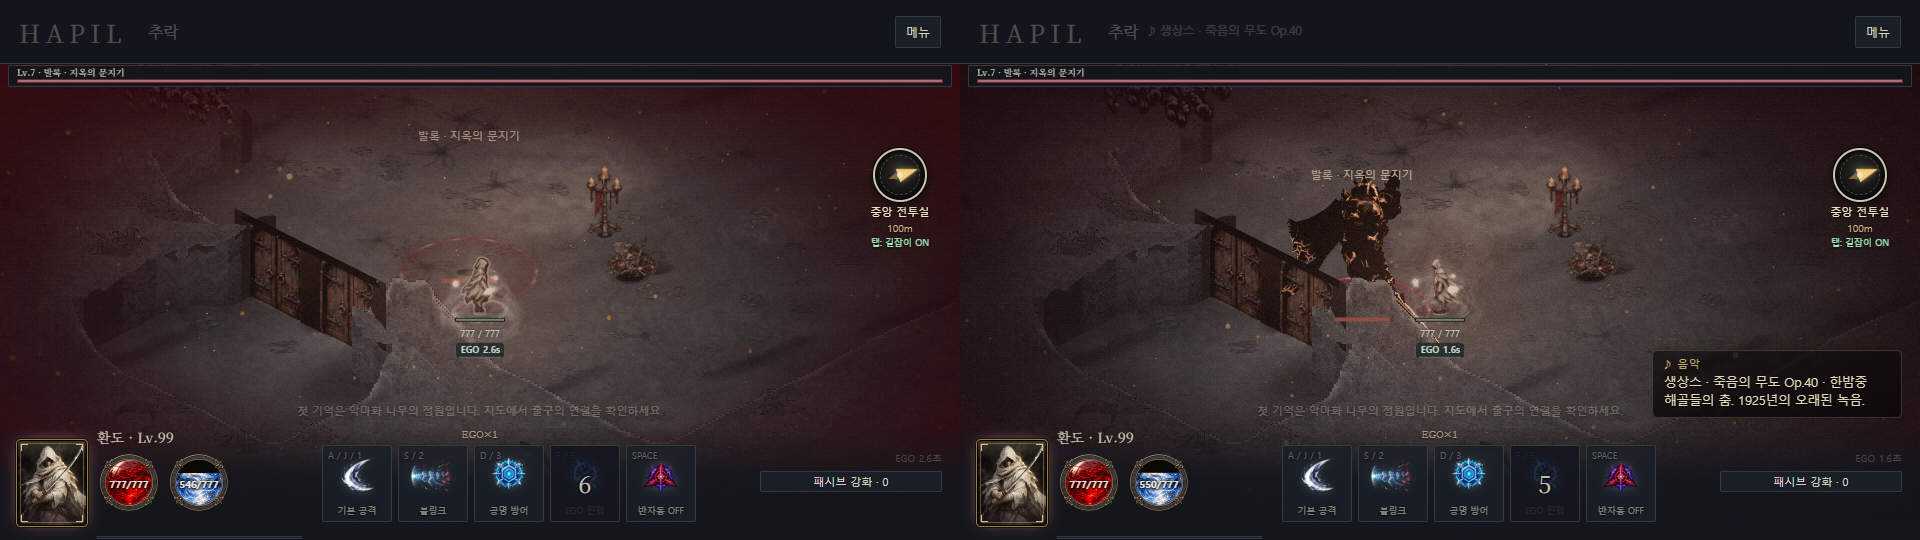 HAPIL 추락
메뉴
Lv.7 · 발록 · 지옥의 문지기
발록 · 지옥의 문지기
중앙 전투실
100m
탭: 길잡이 ON
777 / 777
EGO 2.6s
첫 기억은 악마화 나무의 정원입니다. 지도에서 출구의 연결을 확인하세요.
환도 · Lv.99
777/777
546/777
EGO×1
A / J / 1
S / 2
D / 3
F / 5
SPACE
6
기본 공격
블링크
공명 방어
EGO 진입
반자동 OFF
EGO 2.6초
패시브 강화 · 0
HAPIL 추락 ♪ 생상스 · 죽음의 무도 Op.40
메뉴
Lv.7 · 발록 · 지옥의 문지기
발록 · 지옥의 문지기
중앙 전투실
100m
탭: 길잡이 ON
777 / 777
EGO 1.6s
♪ 음악
생상스 · 죽음의 무도 Op.40 · 한밤중
해골들의 춤. 1925년의 오래된 녹음.
첫 기억은 악마화 나무의 정원입니다. 지도에서 출구의 연결을 확인하세요.
환도 · Lv.99
777/777
550/777
EGO×1
A / J / 1
S / 2
D / 3
F / 5
SPACE
5
기본 공격
블링크
공명 방어
EGO 진입
반자동 OFF
EGO 1.6초
패시브 강화 · 0